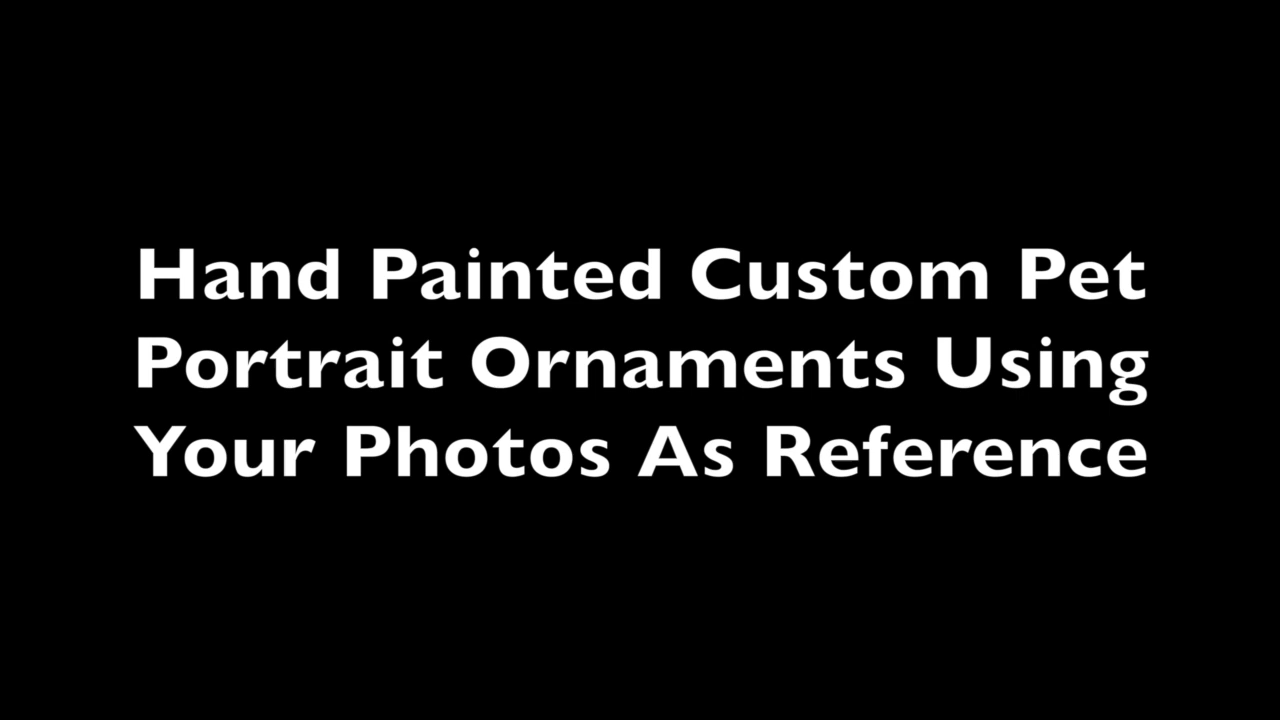 Hand Painted Custom Pet
Portrait Ornaments Using
Your Photos As Reference